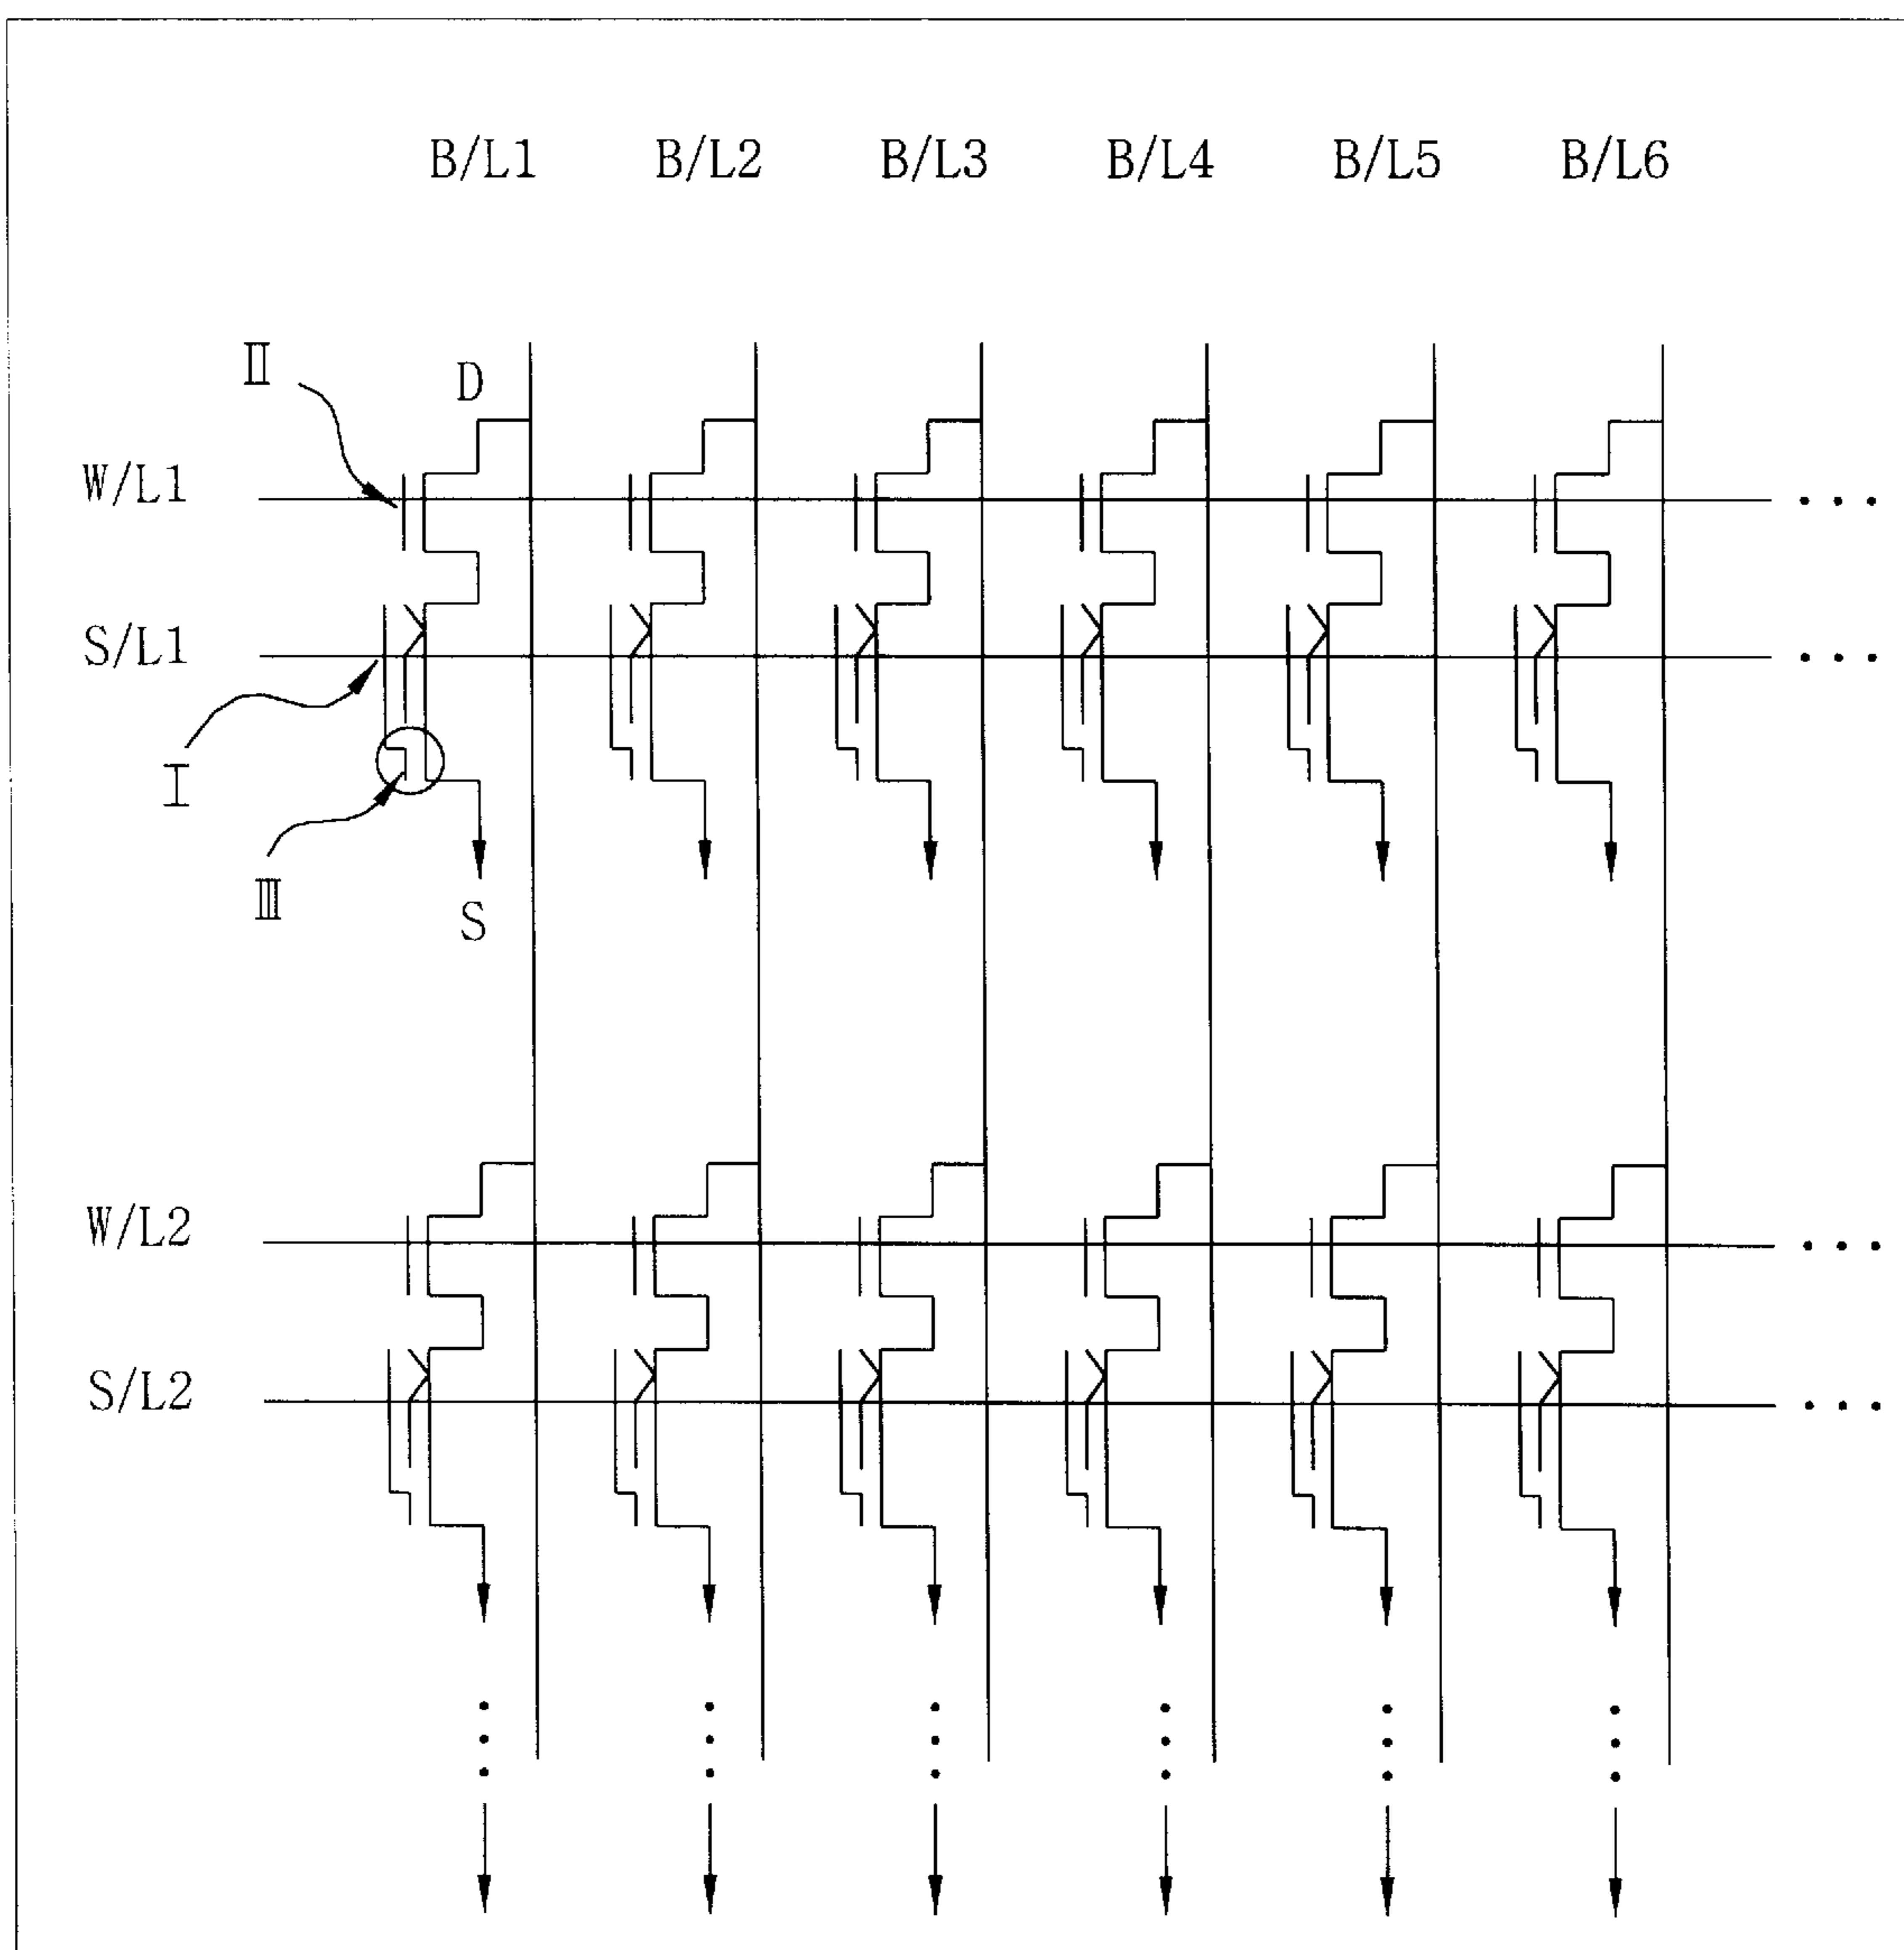 B/L1 B/L2 B/L3 B/L4 B/L5 B/L6
Ⅱ
D
W/L1
S/L1
Ⅰ
Ⅲ
S
W/L2
S/L2